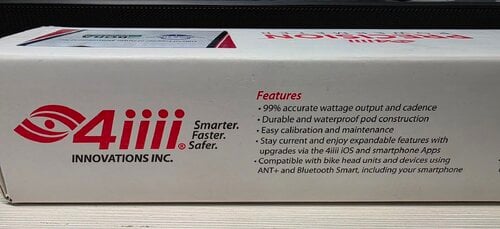 4iiii
PRECISION
4iiii®
INNOVATIONS INC.
Smarter.
Faster.
Safer.
Features
• 99% accurate wattage output and cadence
• Durable and waterproof pod construction
• Easy calibration and maintenance
• Stay current and enjoy expandable features with
upgrades via the 4iiii iOS and smartphone Apps
• Compatible with bike head units and devices using
ANT+ and Bluetooth Smart, including your smartphone